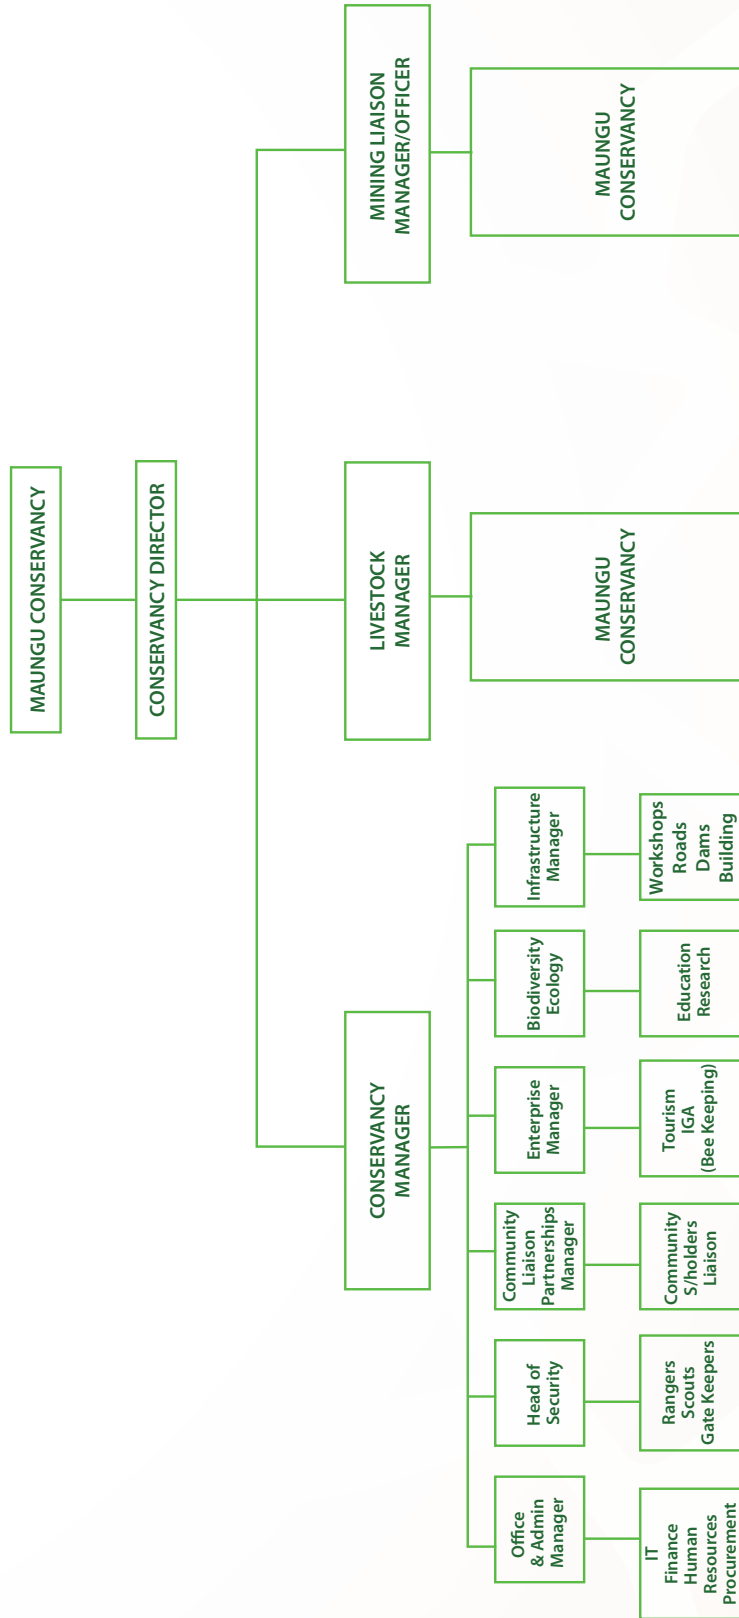 MAUNGU CONSERVANCY
CONSERVANCY DIRECTOR
CONSERVANCY
MANAGER
LIVESTOCK
MANAGER
MINING LIAISON
MANAGER/OFFICER
Office
& Admin
Manager
Head of
Security
Community
Liaison
Partnerships
Manager
Enterprise
Manager
Biodiversity
Ecology
Infrastructure
Manager
MAUNGU
CONSERVANCY
MAUNGU
CONSERVANCY
IT
Finance
Human
Resources
Procurement
Rangers
Scouts
Gate Keepers
Community
S/holders
Liaison
Tourism
IGA
(Bee Keeping)
Education
Research
Workshops
Roads
Dams
Building